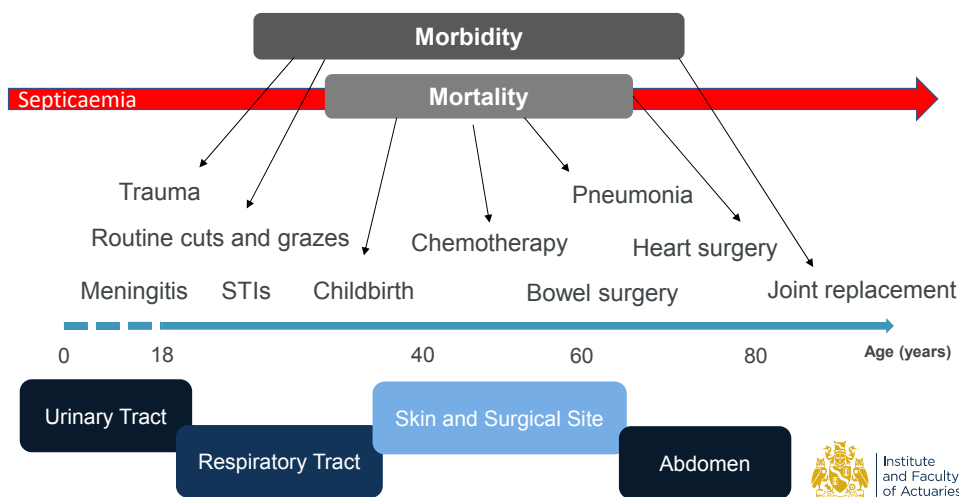 Morbidity
Septicaemia
Mortality
Trauma
Pneumonia
Routine cuts and grazes
Chemotherapy
Heart surgery
Meningitis
STIs
Childbirth
Bowel surgery
Joint replacement
0
18
40
60
80
Age (years)
Urinary Tract
Respiratory Tract
Skin and Surgical Site
Abdomen
Institute
and Faculty
of Actuaries